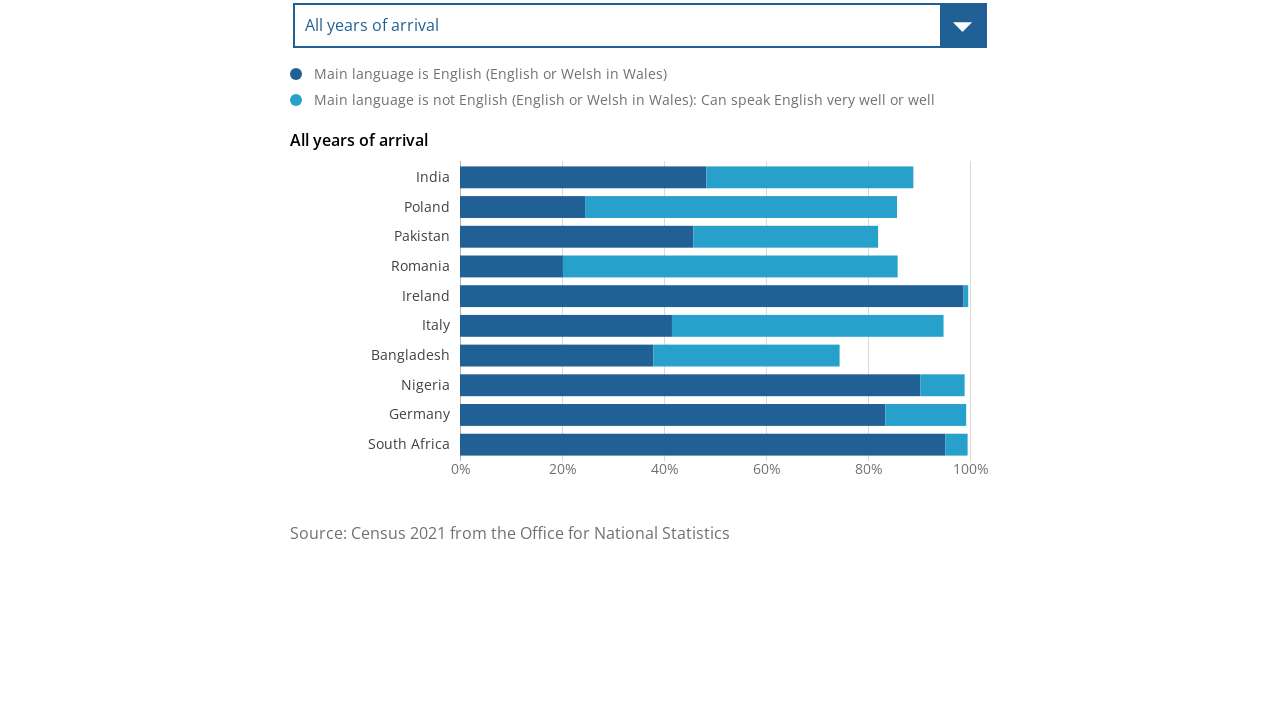 All years of arrival
Main language is English (English or Welsh in Wales)
Main language is not English (English or Welsh in Wales): Can speak English very well or well
All years of arrival
India
Poland
Pakistan
Romania
Ireland
Italy
Bangladesh
Nigeria
Germany
South Africa
0% 20% 40% 60% 80% 100%
Source: Census 2021 from the Office for National Statistics